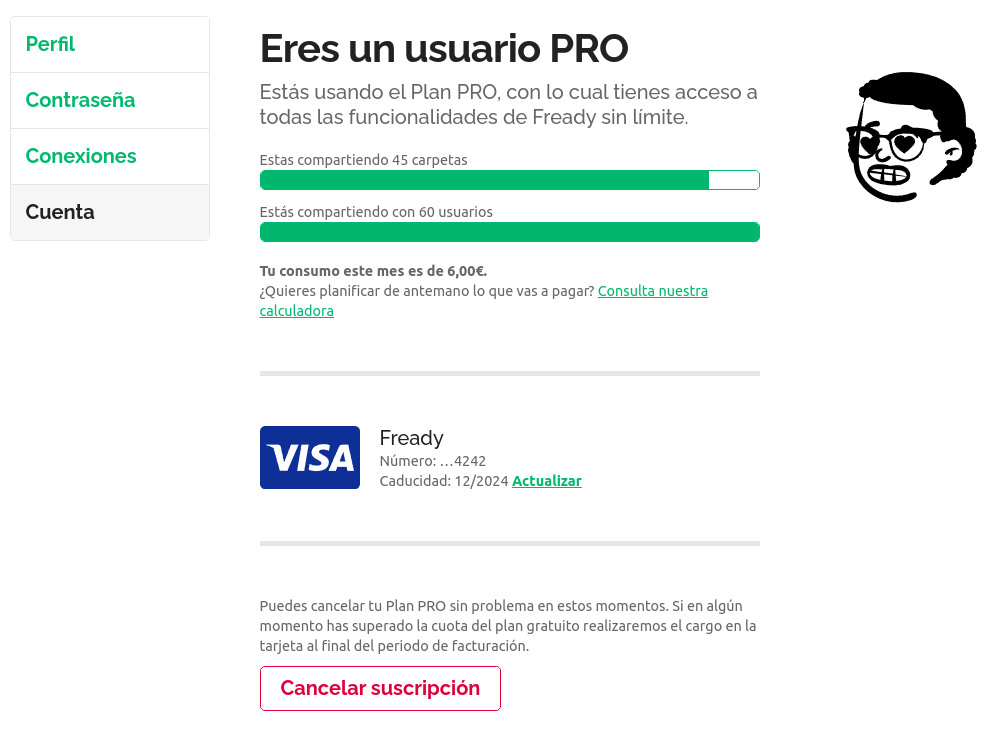 Perfil
Contraseña
Conexiones
Cuenta
Eres un usuario PRO
Estás usando el Plan PRO, con lo cual tienes acceso a
todas las funcionalidades de Fready sin límite.
Estas compartiendo 45 carpetas
Estás compartiendo con 60 usuarios
Tu consumo este mes es de 6,00€.
¿Quieres planificar de antemano lo que vas a pagar? Consulta nuestra
calculadora
VISA
Fready
Número: …4242
Caducidad: 12/2024 Actualizar
Puedes cancelar tu Plan PRO sin problema en estos momentos. Si en algún
momento has superado la cuota del plan gratuito realizaremos el cargo en la
tarjeta al final del periodo de facturación.
Cancelar suscripción